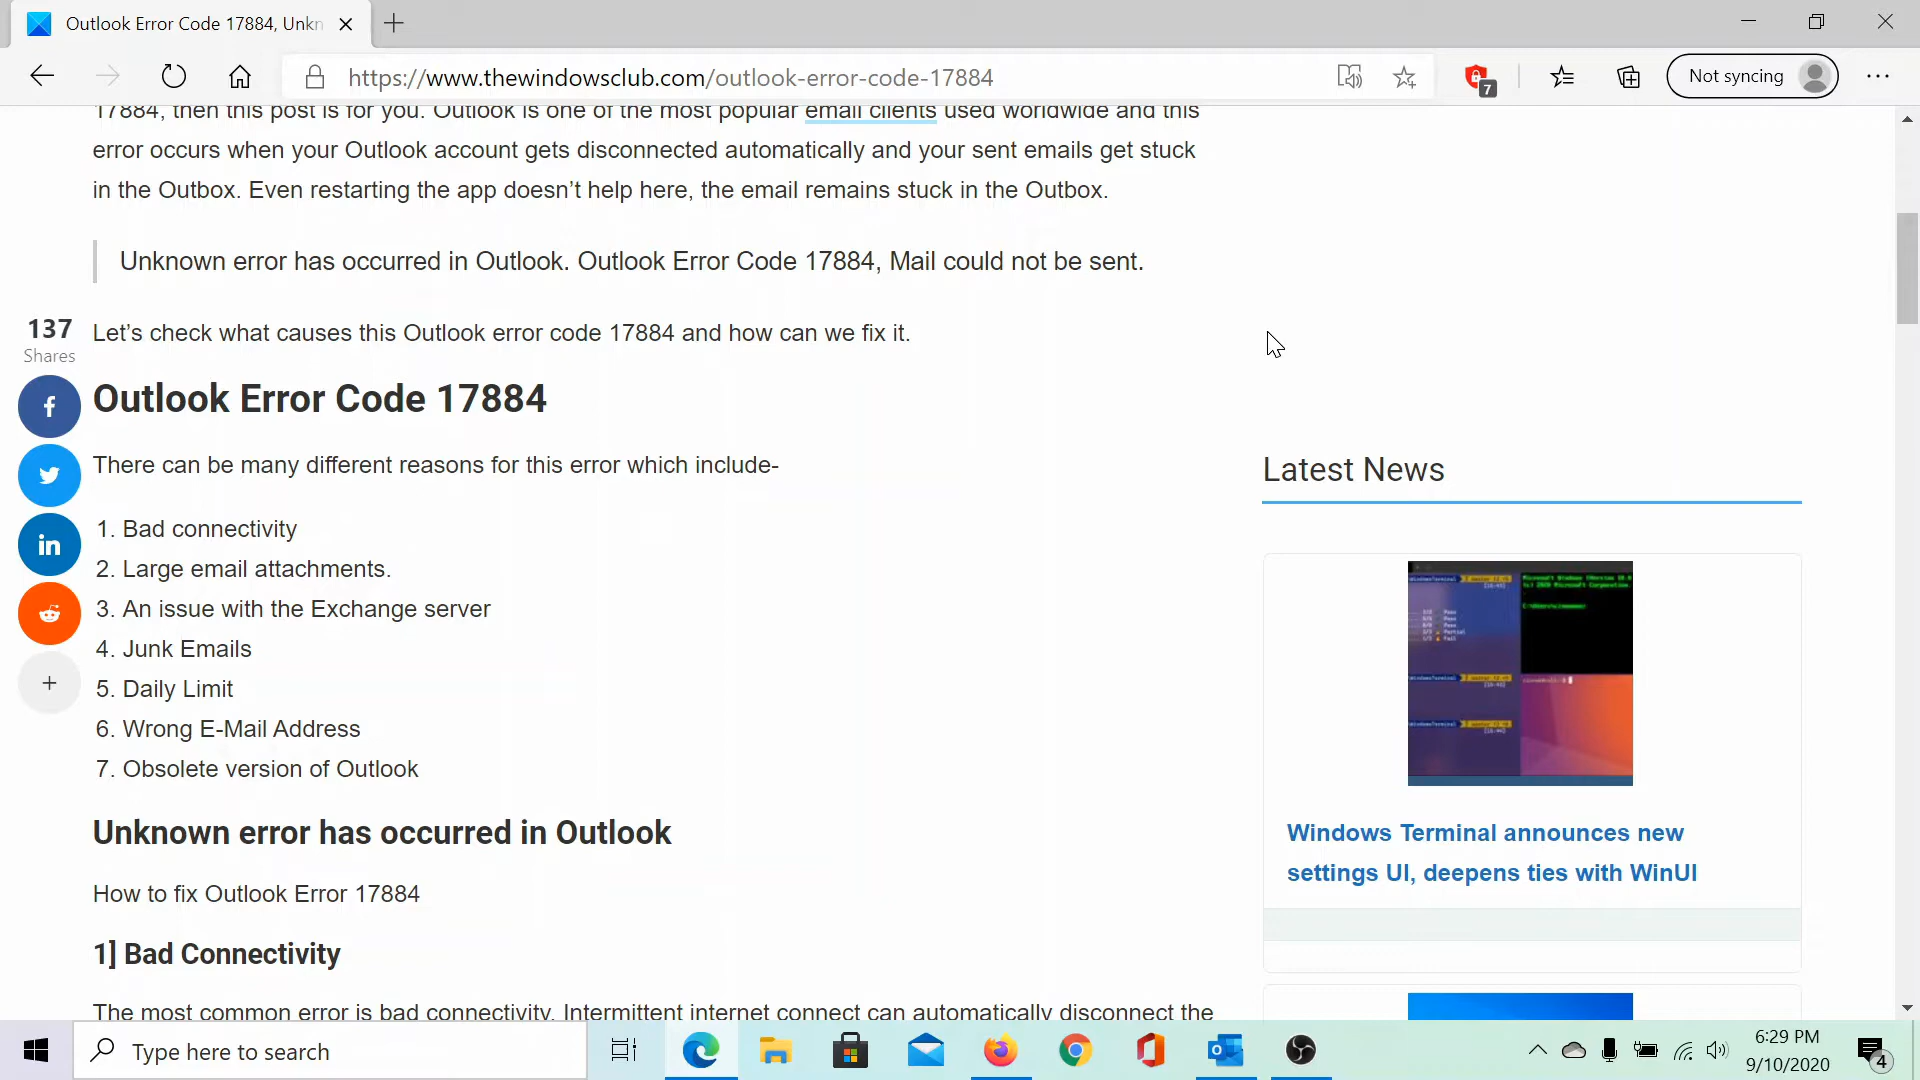 Outlook Error Code 17884, Unkn
https://www.thewindowsclub.com/outlook-error-code-17884
7
Not syncing
17884, then this post is for you. Outlook is one of the most popular email clients used worldwide and this
error occurs when your Outlook account gets disconnected automatically and your sent emails get stuck
in the Outbox. Even restarting the app doesn’t help here, the email remains stuck in the Outbox.
Unknown error has occurred in Outlook. Outlook Error Code 17884, Mail could not be sent.
137
Shares
Let’s check what causes this Outlook error code 17884 and how can we fix it.
Outlook Error Code 17884
There can be many different reasons for this error which include-
1. Bad connectivity
2. Large email attachments.
3. An issue with the Exchange server
4. Junk Emails
5. Daily Limit
6. Wrong E-Mail Address
7. Obsolete version of Outlook
Unknown error has occurred in Outlook
How to fix Outlook Error 17884
1] Bad Connectivity
The most common error is bad connectivity. Intermittent internet connect can automatically disconnect the
Latest News
Windows Terminal announces new
settings UI, deepens ties with WinUI
Type here to search
6:29 PM
9/10/2020
4